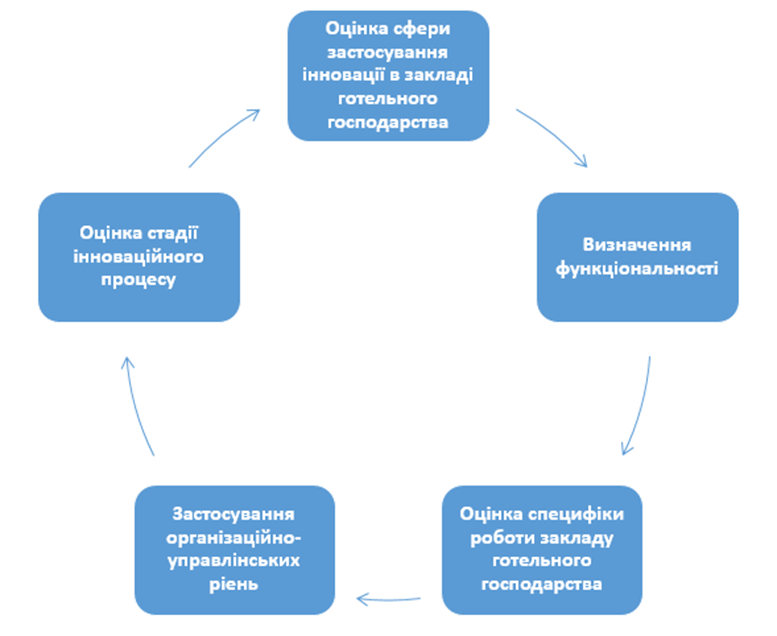 Оцінка сфери
застосування
інновації в закладі
готельного
господарства
Визначення
функціональності
Оцінка специфіки
роботи закладу
готельного
господарства
Застосування
організаційно-
управлінських
ріень
Оцінка стадії
інноваційного
процесу